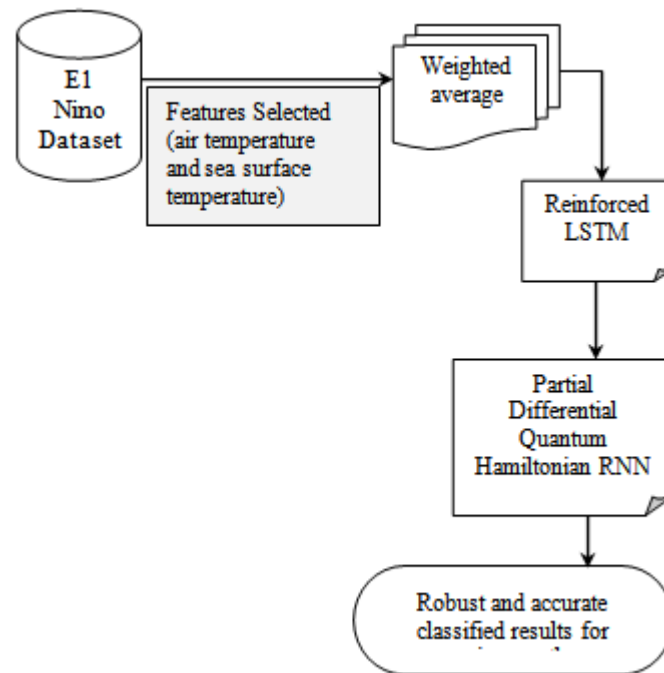 E1
Nino
Dataset
Features Selected
(air temperature
and sea surface
temperature)
Weighted
average
Reinforced
LSTM
Partial
Differential
Quantum
Hamiltonian RNN
Robust and accurate
classified results for